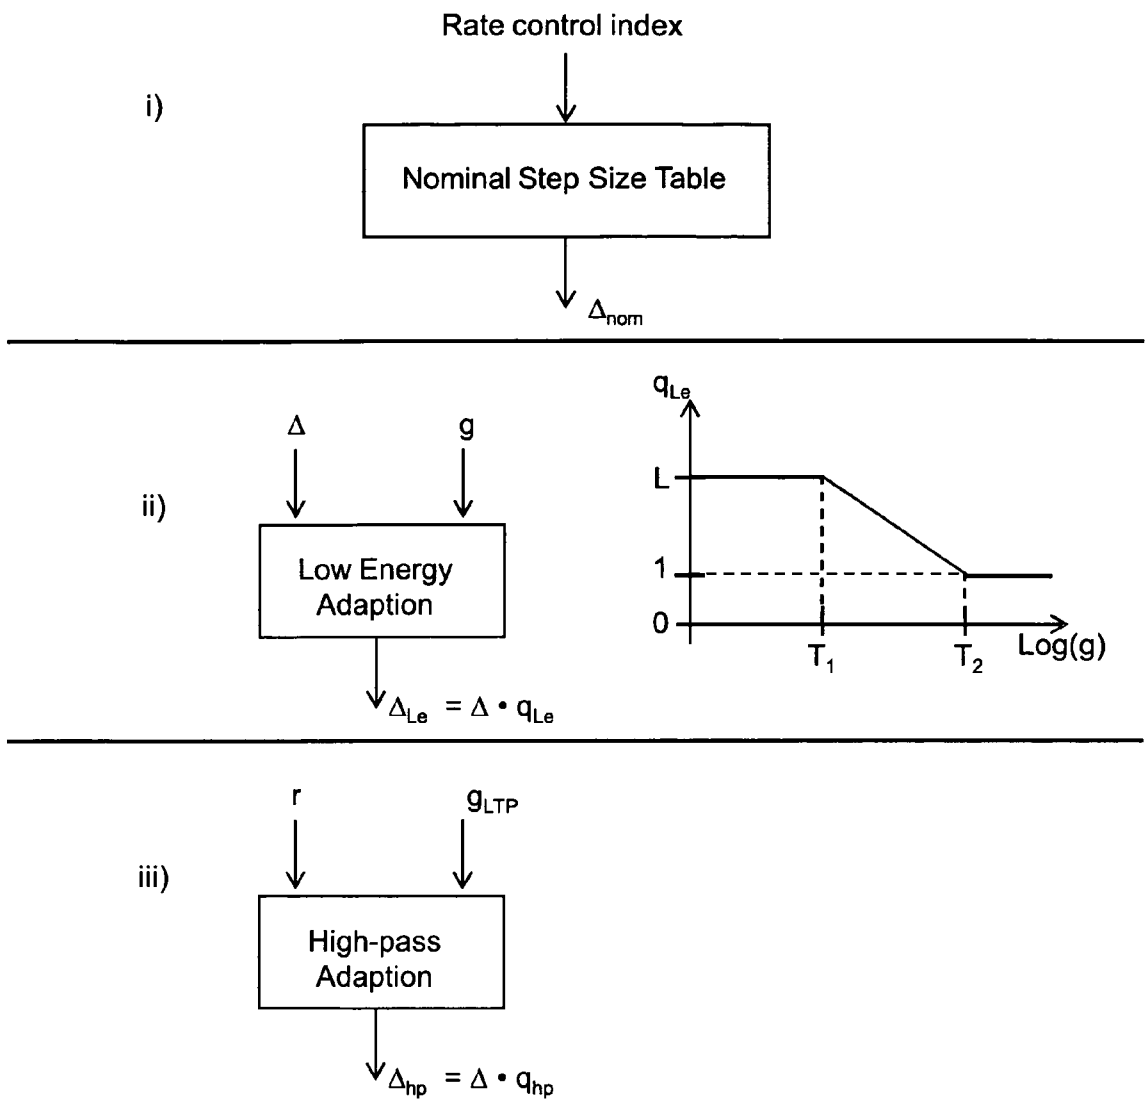 Rate control index
i)
Nominal Step Size Table
Δnom
ii)
Δ
g
Low Energy
Adaption
ΔLe = Δ • qLe
qLe
L
1
0
T1
T2
Log(g)
iii)
r
gLTP
High-pass
Adaption
Δhp = Δ • qhp